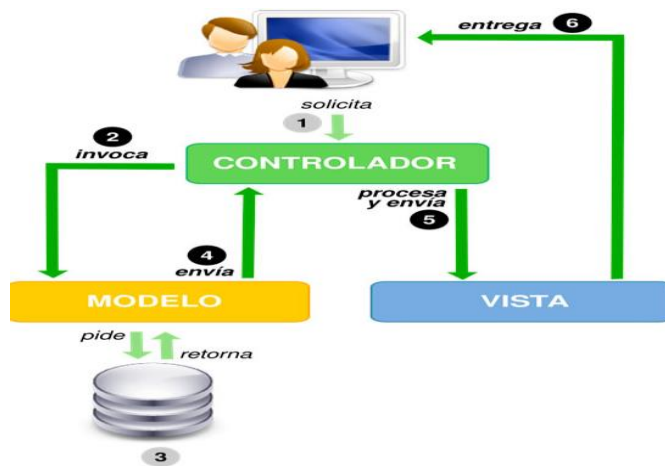 entrega 6
solicita
1
2
invoca
CONTROLADOR
procesa
y envía
5
4
envía
MODELO
VISTA
pide
retorna
3